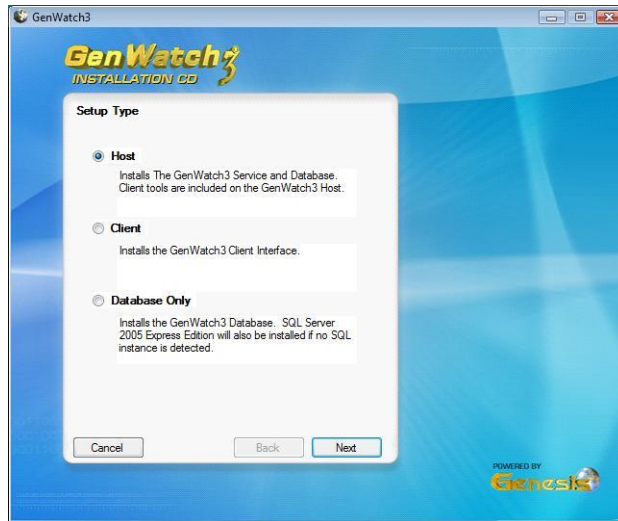 GenWatch3
GenWatch3
INSTALLATION CD
Setup Type
Host
Installs The GenWatch3 Service and Database.
Client tools are included on the GenWatch3 Host.
Client
Installs the GenWatch3 Client Interface.
Database Only
Installs the GenWatch3 Database. SQL Server
2005 Express Edition will also be installed if no SQL
instance is detected.
Cancel
Back
Next
POWERED BY
Genesis